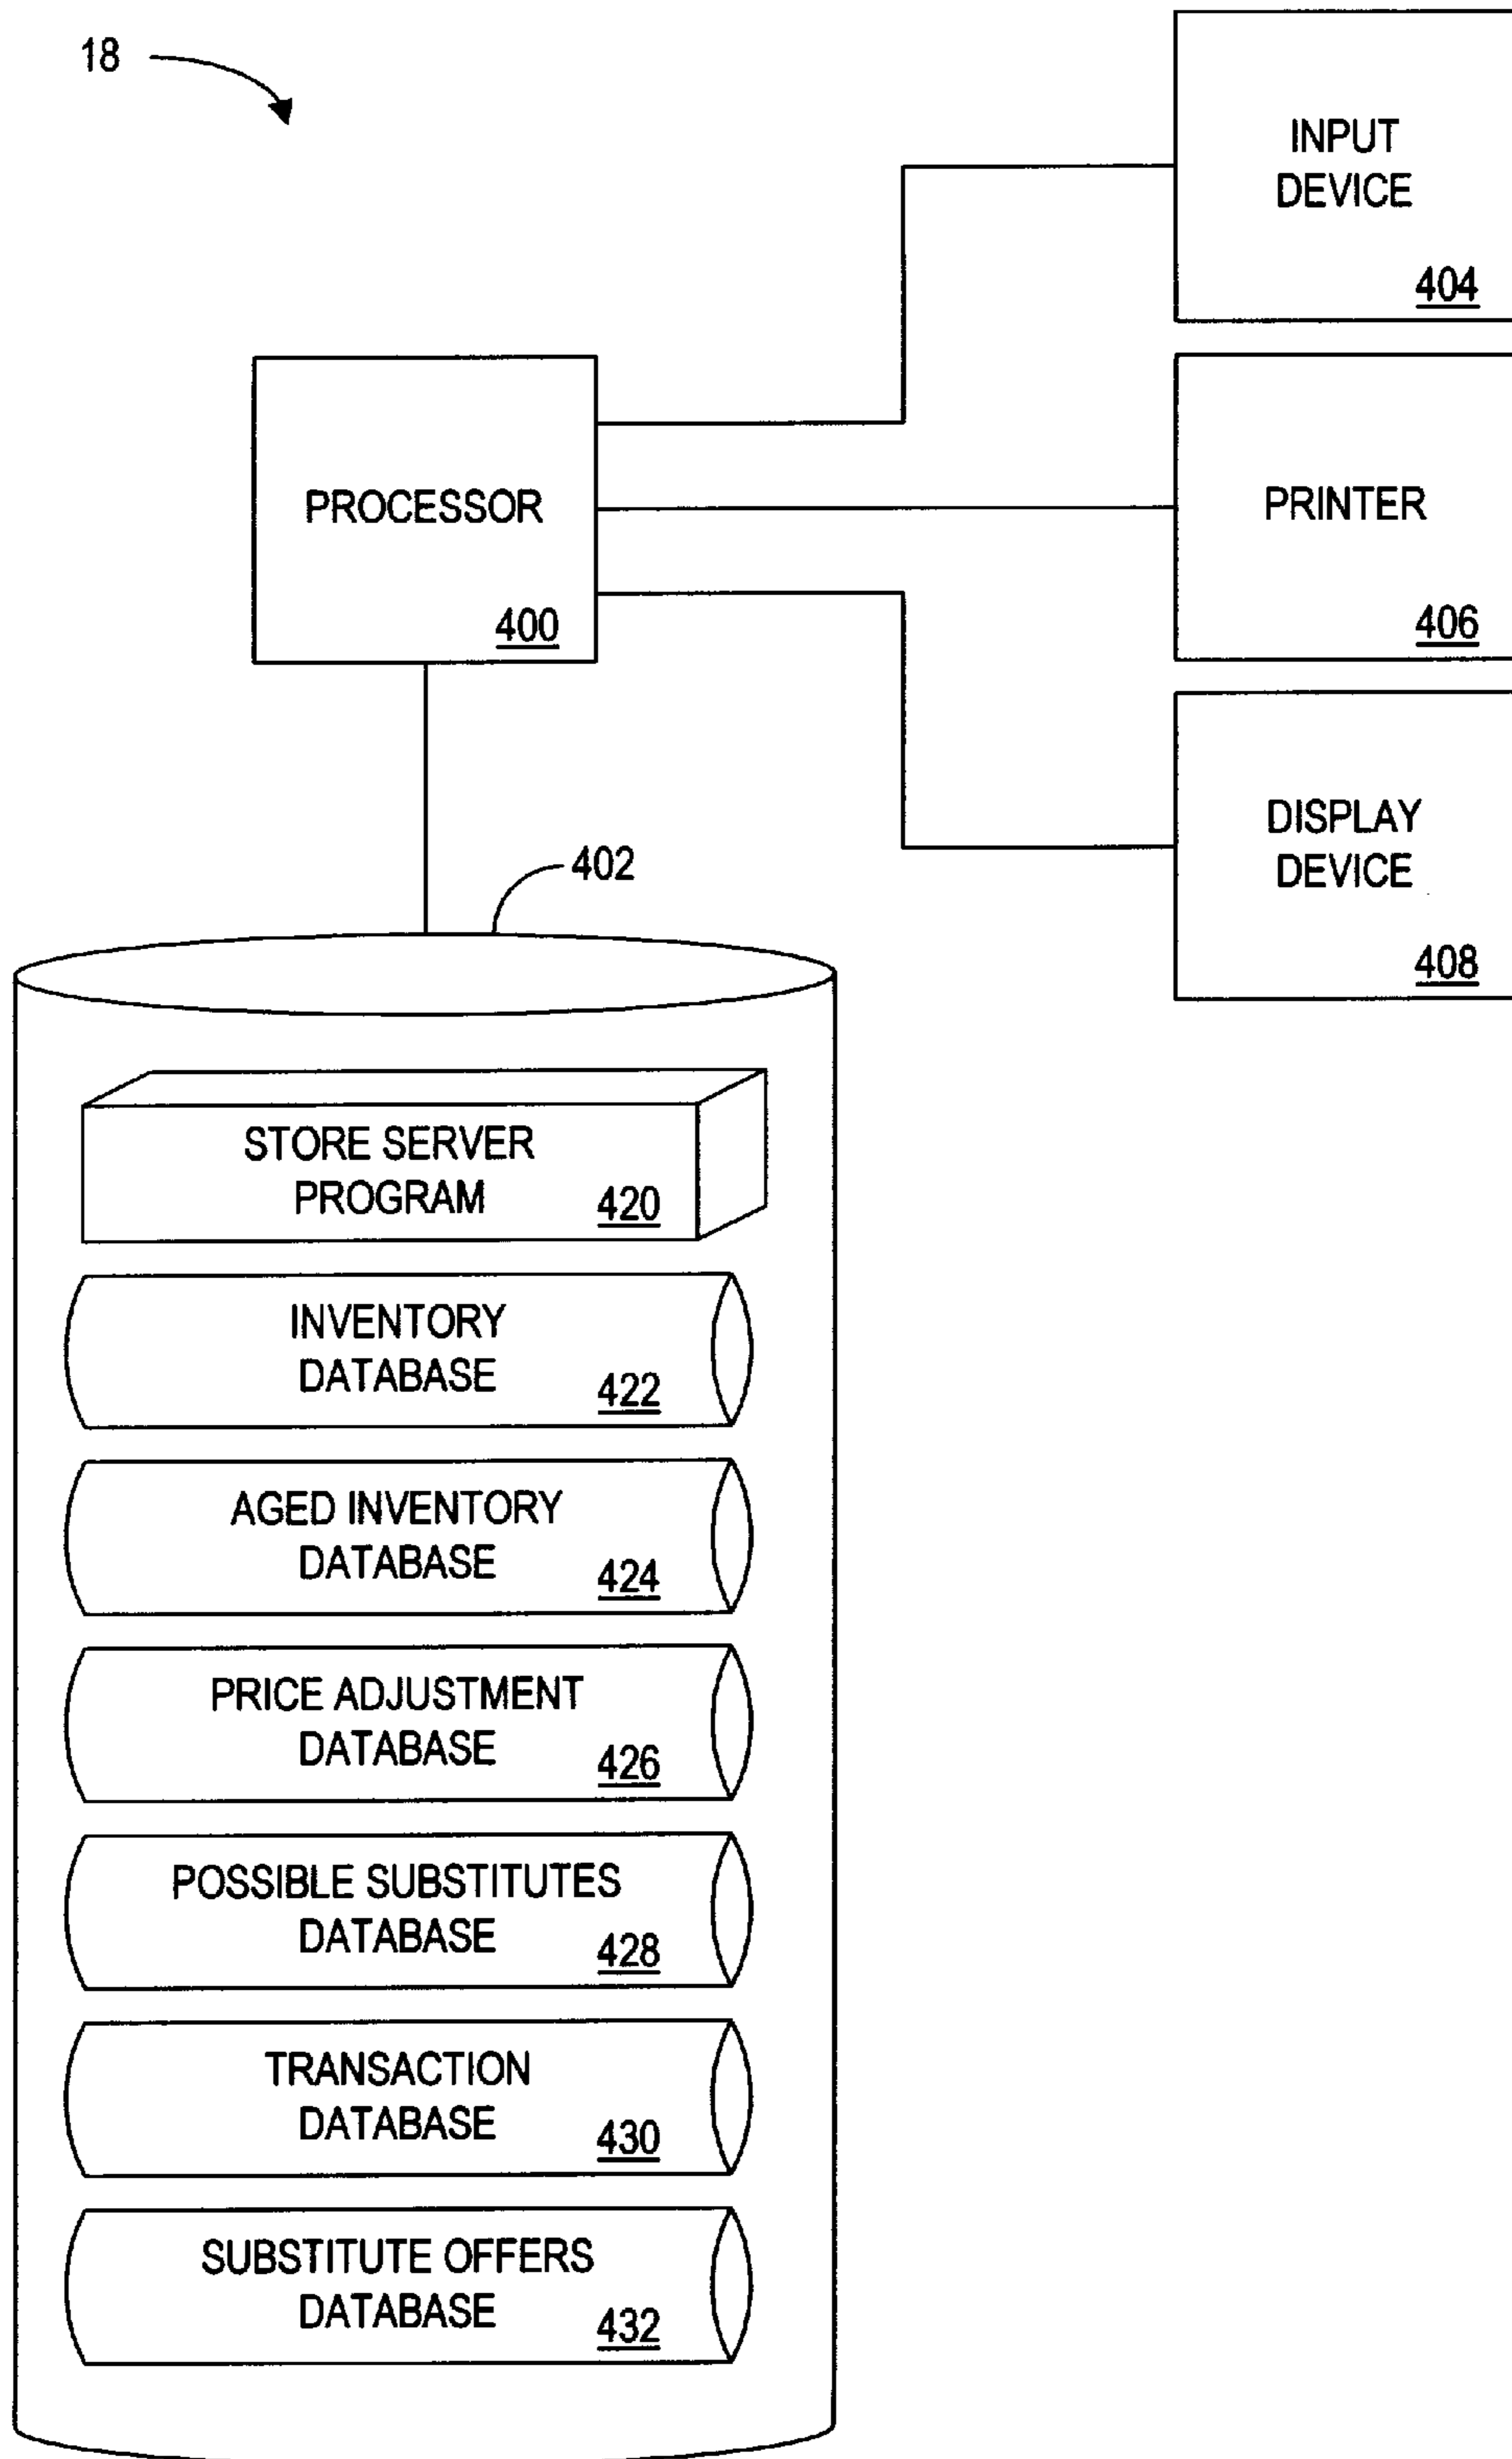 18
INPUT
DEVICE
404
PROCESSOR
400
PRINTER
406
DISPLAY
DEVICE
408
402
STORE SERVER
PROGRAM
420
INVENTORY
DATABASE
422
AGED INVENTORY
DATABASE
424
PRICE ADJUSTMENT
DATABASE
426
POSSIBLE SUBSTITUTES
DATABASE
428
TRANSACTION
DATABASE
430
SUBSTITUTE OFFERS
DATABASE
432